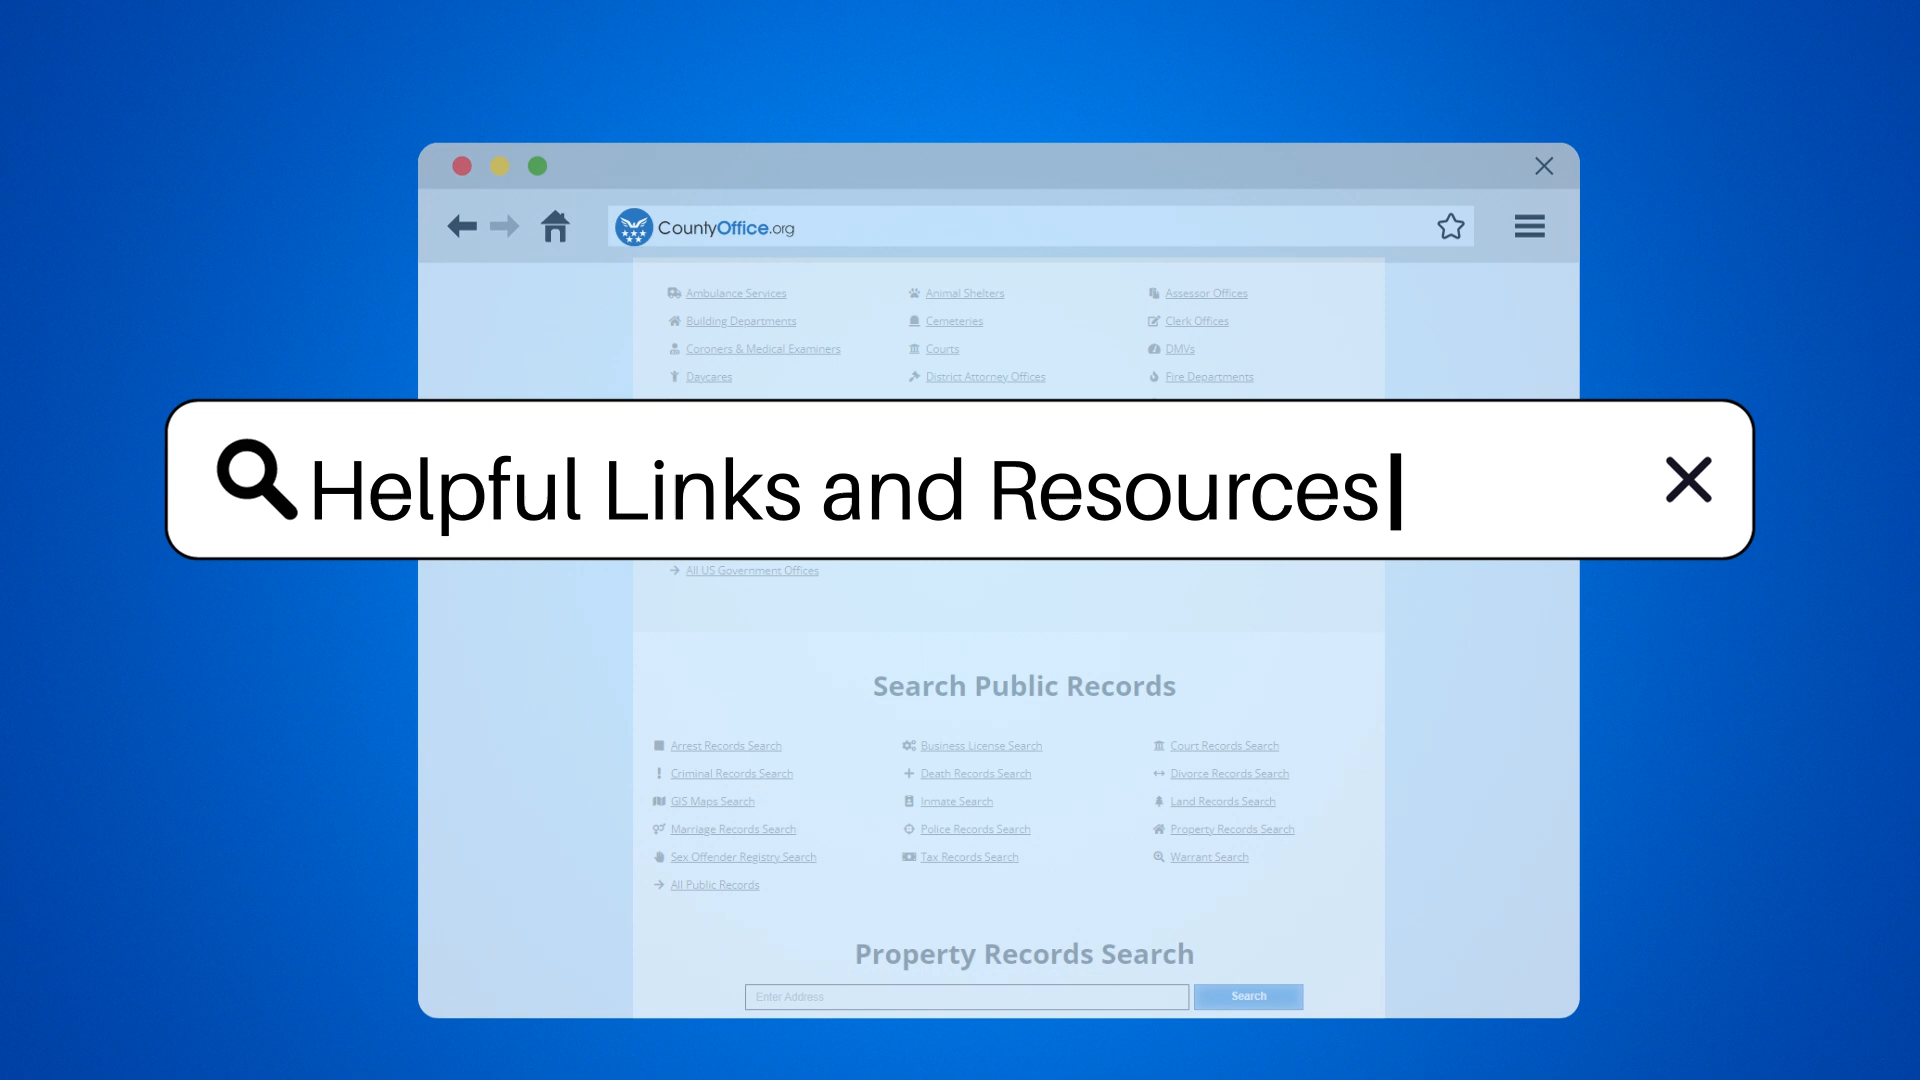 CountyOffice.org
Ambulance Services Animal Shelters Assessor Offices
Building Departments Cemeteries Clerk Offices
Coroners & Medical Examiners Courts DMVs
Daycares District Attorney Offices Fire Departments
Helpful Links and Resources
All US Government Offices
Search Public Records
Arrest Records Search Business License Search Court Records Search
Criminal Records Search Death Records Search Divorce Records Search
GIS Maps Search Inmate Search Land Records Search
Marriage Records Search Police Records Search Property Records Search
Sex Offender Registry Search Tax Records Search Warrant Search
All Public Records
Property Records Search
Enter Address Search